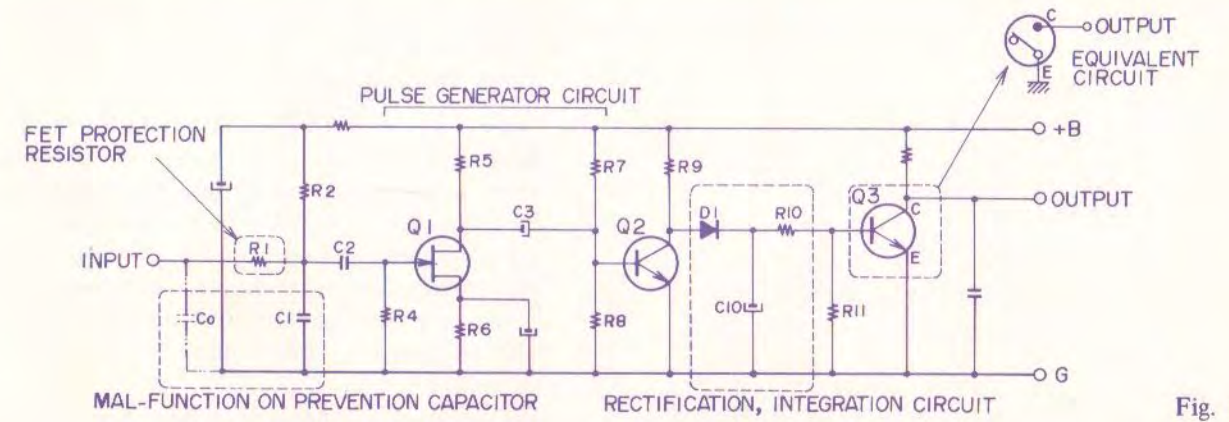 C
OUTPUT
EQUIVALENT
CIRCUIT
E
PULSE GENERATOR CIRCUIT
FET PROTECTION
RESISTOR
+B
R5
R7
R9
R2
Q3
C
OUTPUT
Q1
C3
Q2
D1
R10
INPUT
R1
C2
E
Co
C1
R4
R6
R8
C10
R11
G
MAL-FUNCTION ON PREVENTION CAPACITOR
RECTIFICATION, INTEGRATION CIRCUIT
Fig.